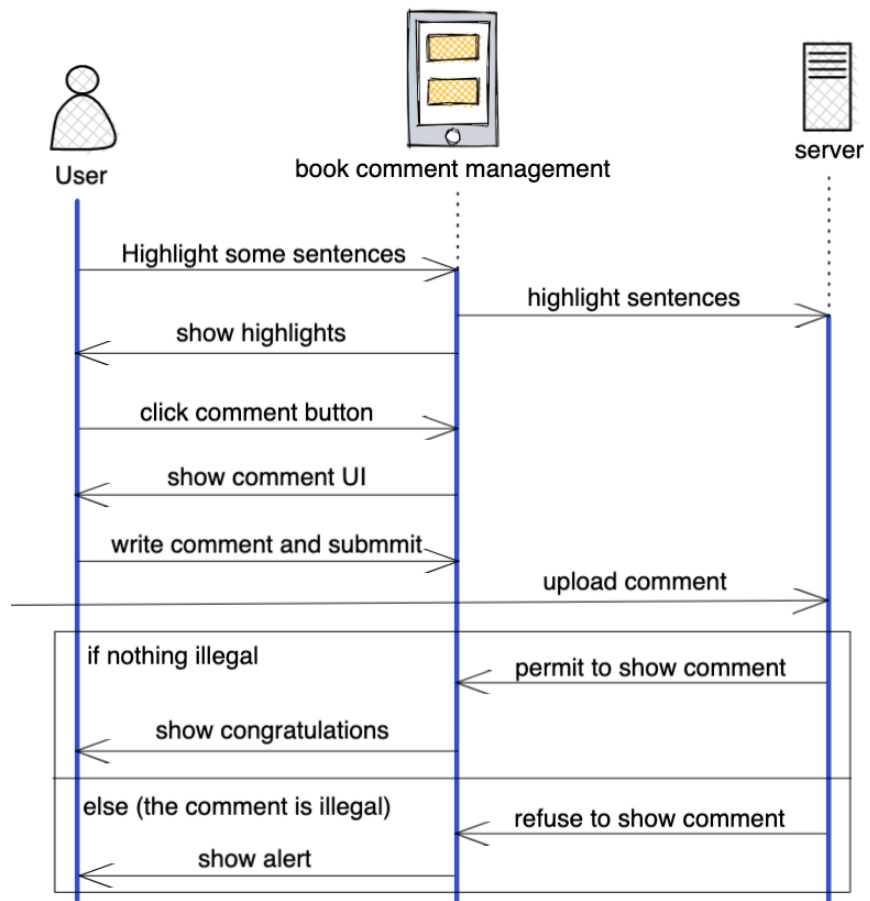 User
book comment management
server
Highlight some sentences
highlight sentences
show highlights
click comment button
show comment UI
write comment and submmit
upload comment
if nothing illegal
permit to show comment
show congratulations
else (the comment is illegal)
refuse to show comment
show alert